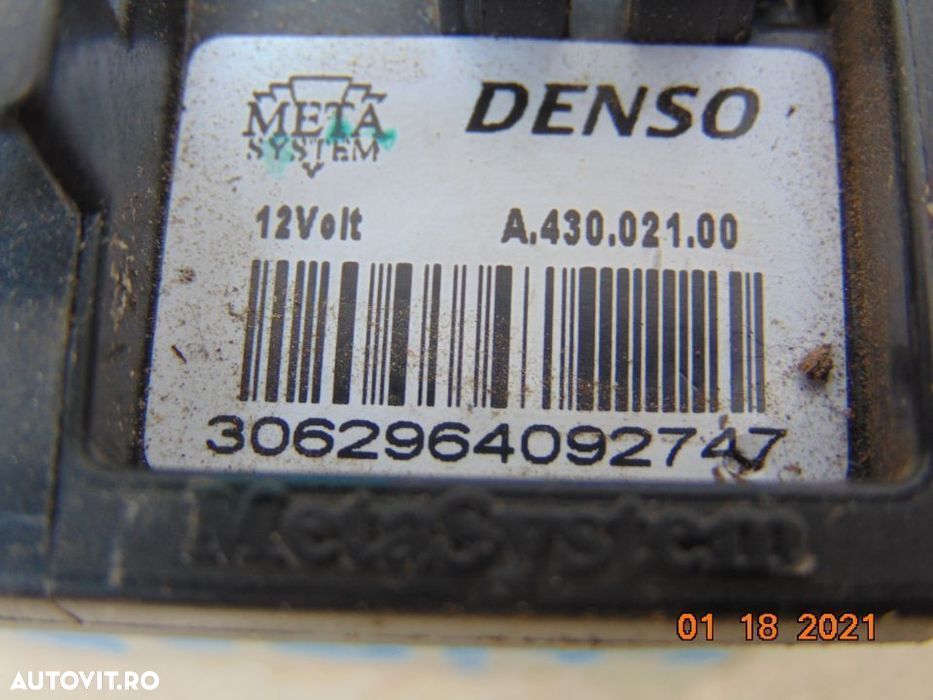 META
SYSTEM
DENSO
12Volt
A.430.021.00
3062964092747
MetaSystem
01 18 2021
AUTOVIT.RO